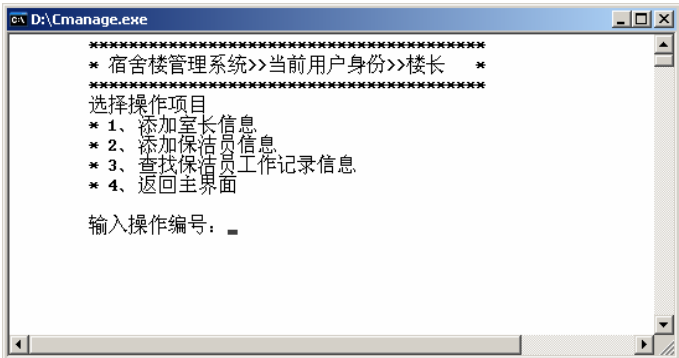 D:\Cmanage.exe
****************************************
* 宿舍楼管理系统>>当前用户身份>>楼长 *
****************************************
选择操作项目
* 1、添加室长信息
* 2、添加保洁员信息
* 3、查找保洁员工作记录信息
* 4、返回主界面
输入操作编号：